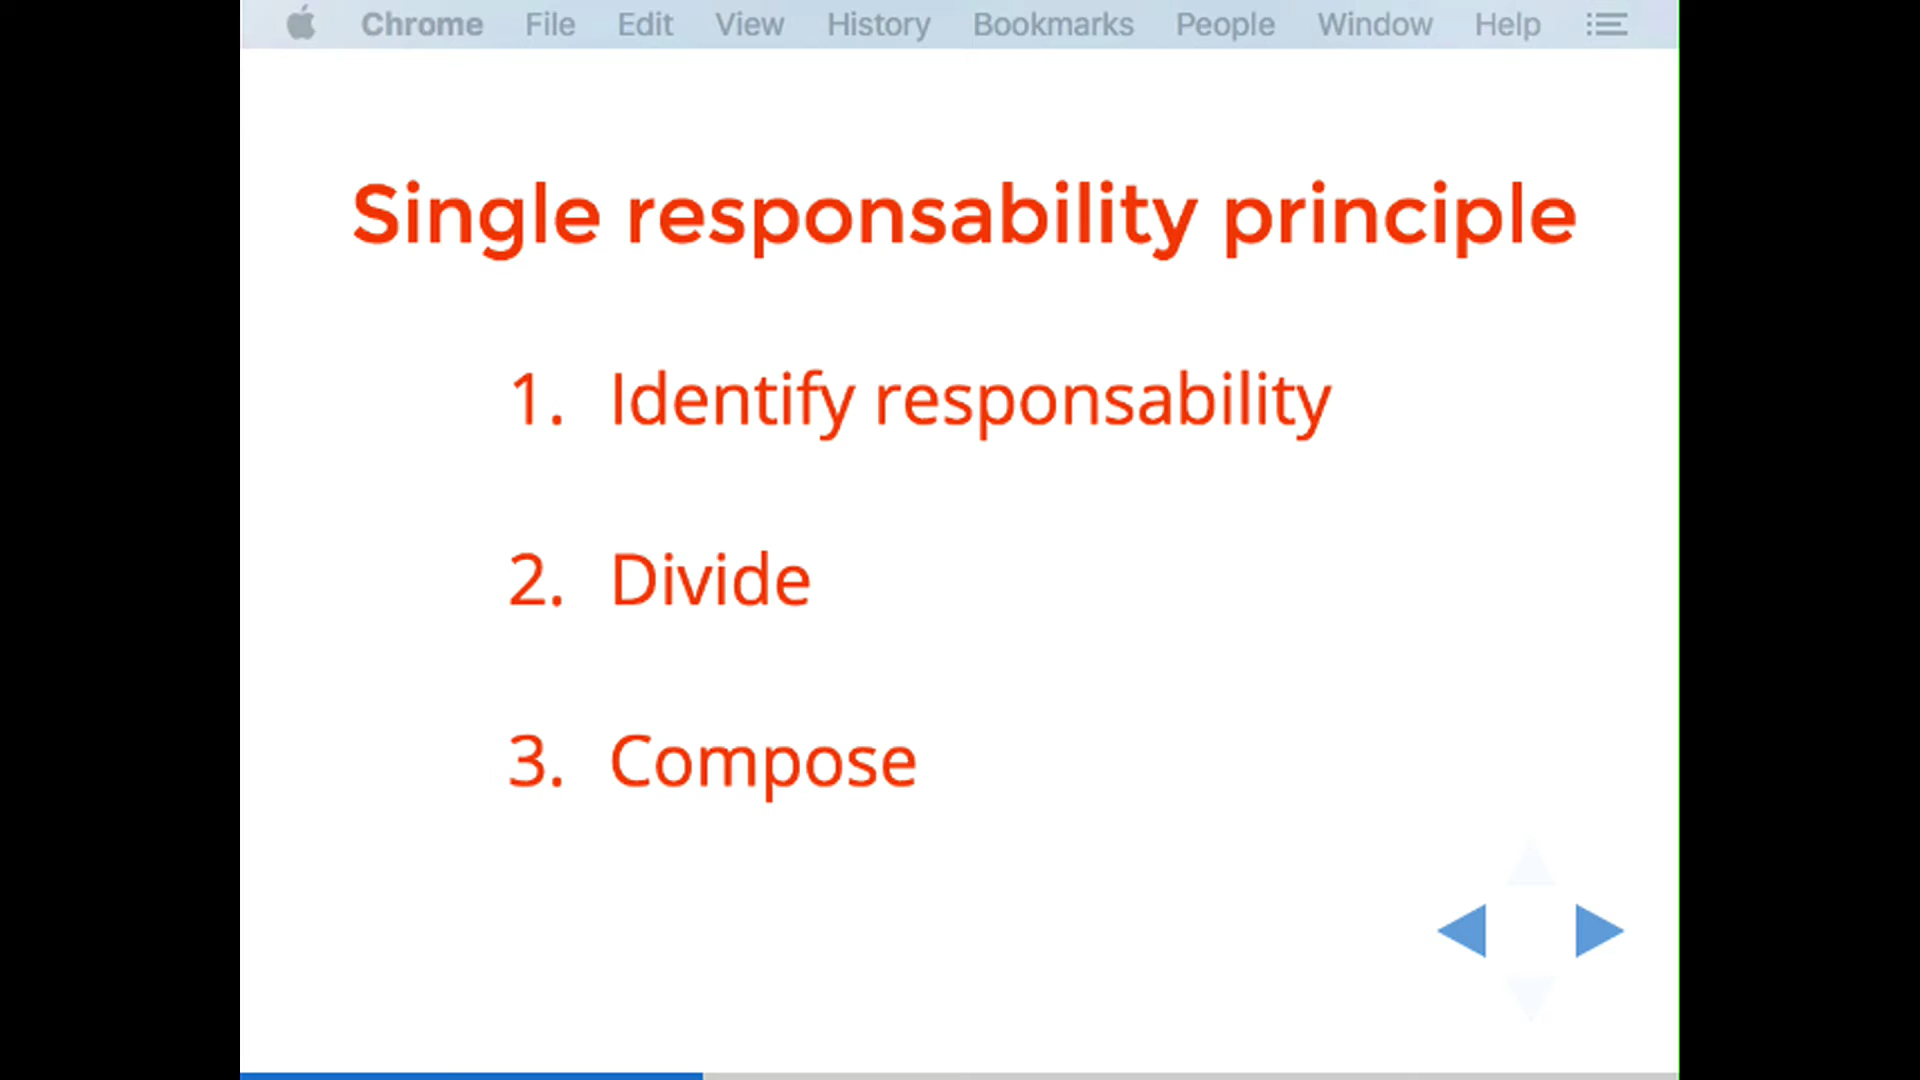 Chrome File Edit View History Bookmarks People Window Help
Single responsability principle
1. Identify responsability
2. Divide
3. Compose